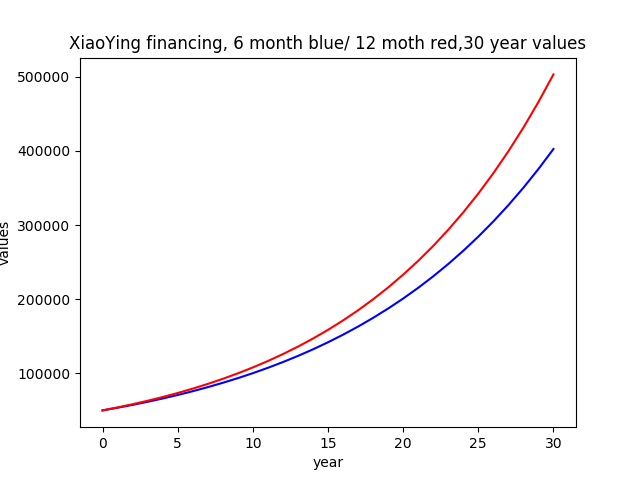 XiaoYing financing, 6 month blue/ 12 moth red,30 year values
500000
400000
300000
200000
100000
values
0 5 10 15 20 25 30
year